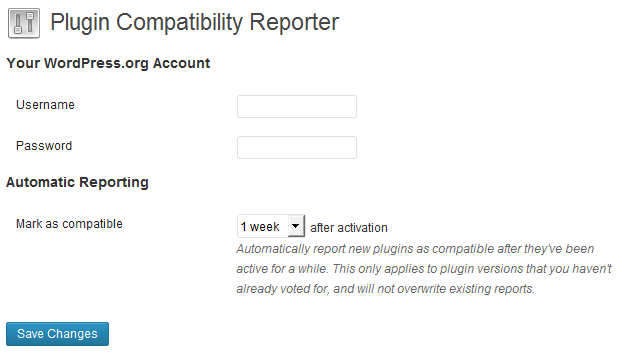 Plugin Compatibility Reporter
Your WordPress.org Account
Username
Password
Automatic Reporting
Mark as compatible 1 week after activation
Automatically report new plugins as compatible after they've been
active for a while. This only applies to plugin versions that you haven't
already voted for, and will not overwrite existing reports.
Save Changes